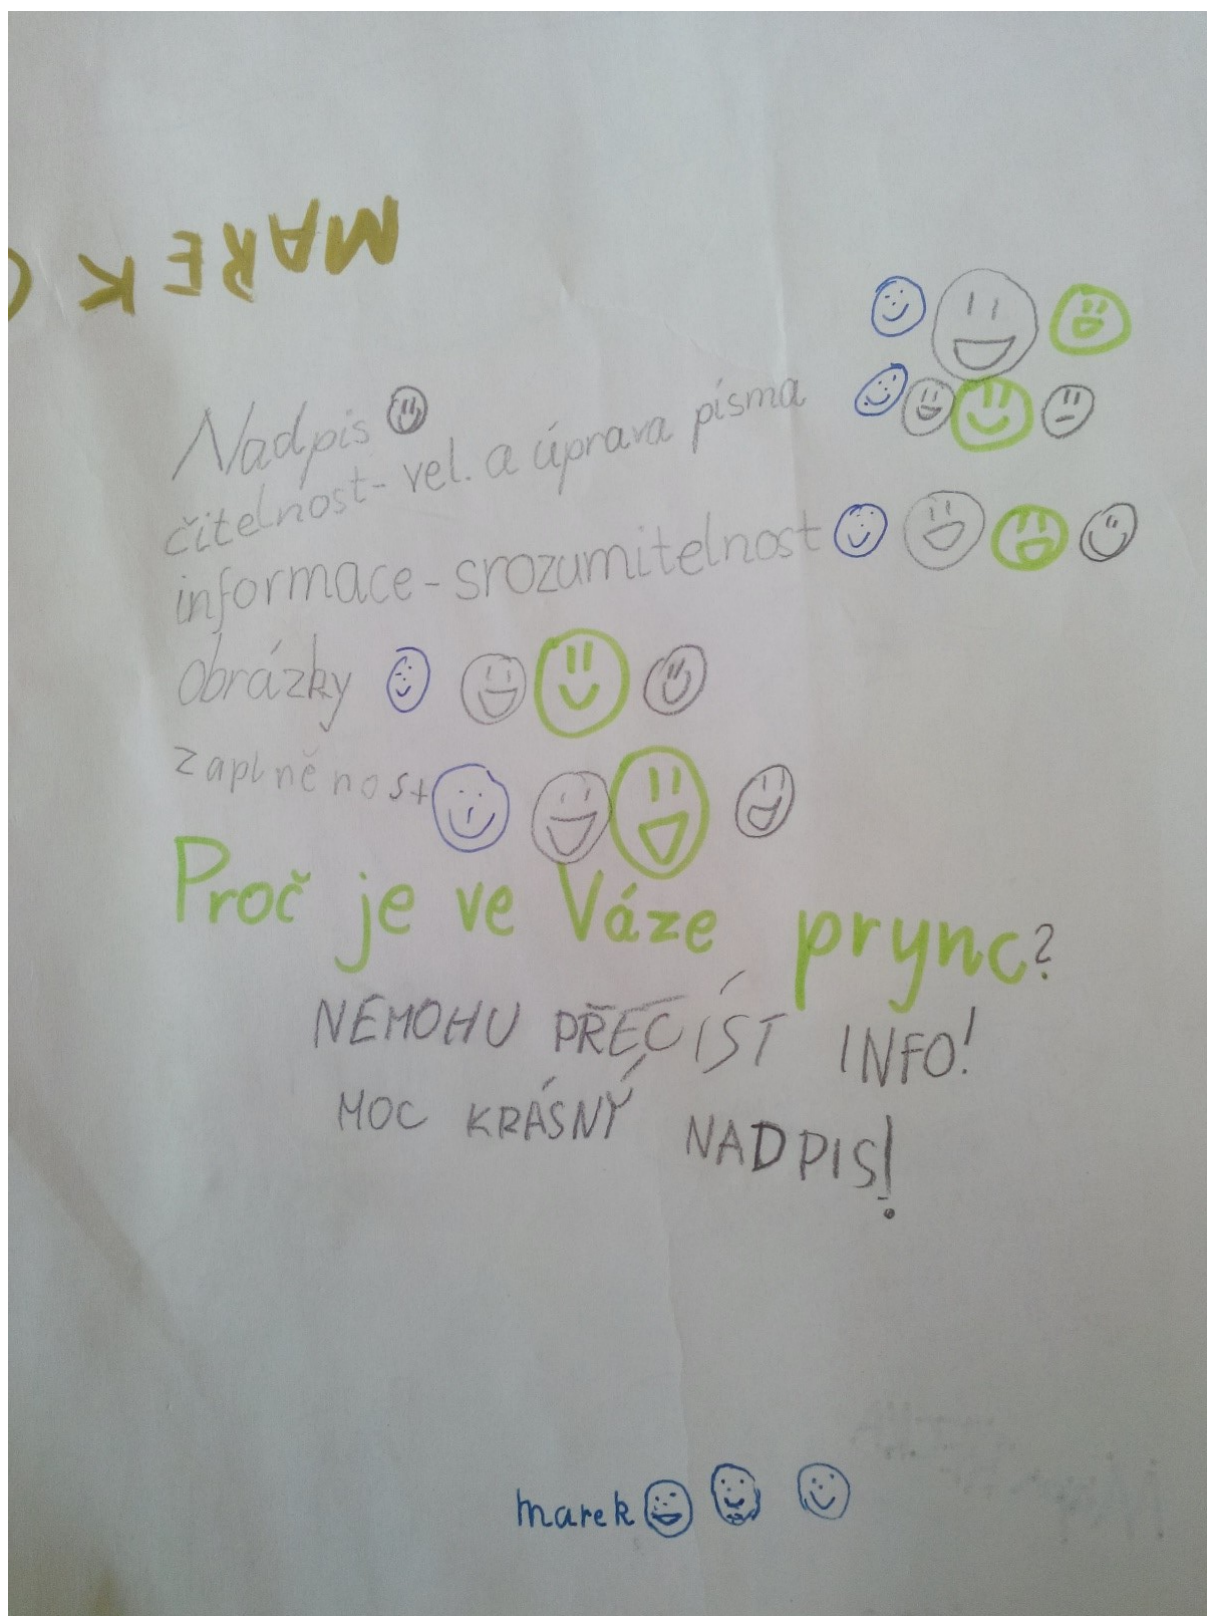 MAREK
Nadpis
čitelnost - vel. a úprava písma
informace - srozumitelnost
obrázky
zaplněnost
Proč je ve Váze prync?
NEMOHU PŘEČÍST INFO!
MOC KRÁSNÝ NADPIS!
marek